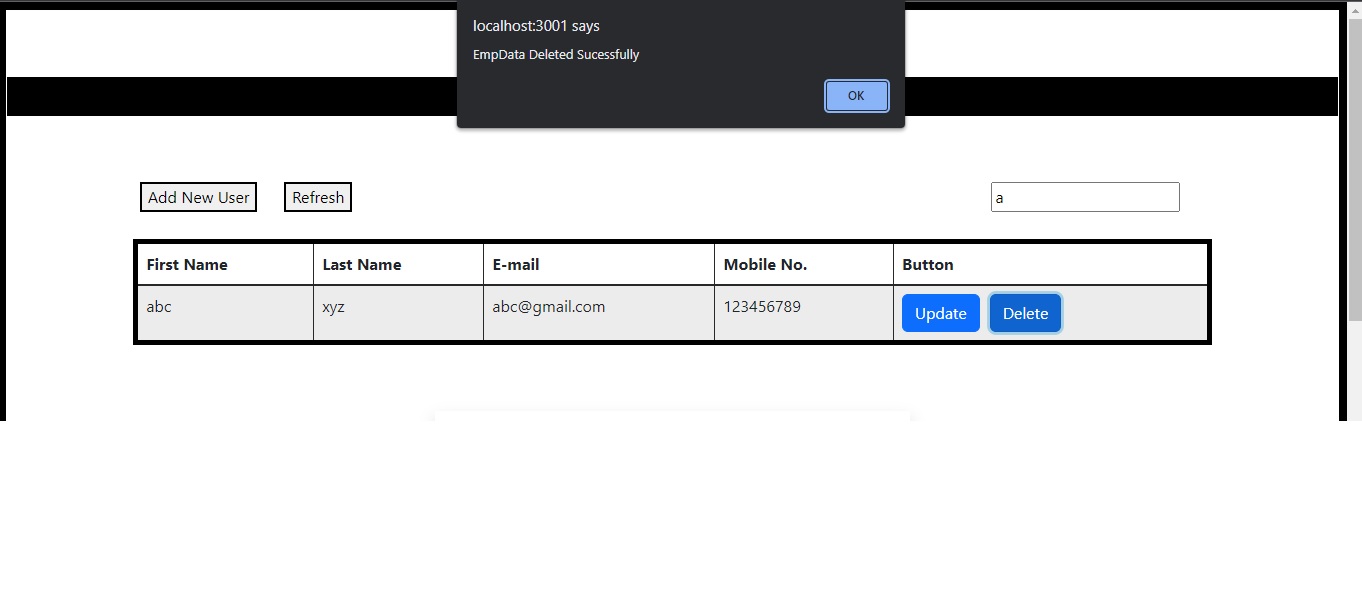 localhost:3001 says
EmpData Deleted Sucessfully
OK
Add New User Refresh a
First Name Last Name E-mail Mobile No. Button
abc xyz abc@gmail.com 123456789 Update Delete